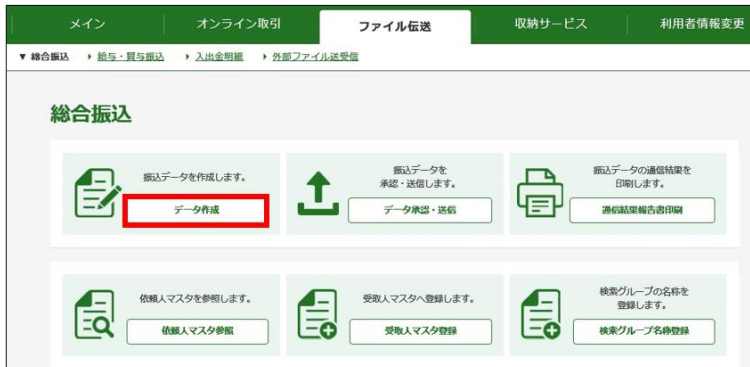 メイン オンライン取引 ファイル伝送 収納サービス 利用者情報変更
▼ 総合振込 ▶ 給与・賞与振込 ▶ 入出金明細 ▶ 外部ファイル送受信
総合振込
振込データを作成します。
データ作成
振込データを
承認・送信します。
データ承認・送信
振込データの通信結果を
印刷します。
通信結果報告書印刷
依頼人マスタを参照します。
依頼人マスタ参照
受取人マスタへ登録します。
受取人マスタ登録
検索グループの名称を
登録します。
検索グループ名称登録